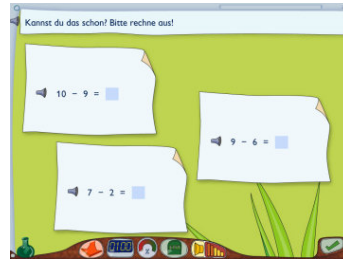 Kannst du das schon? Bitte rechne aus!
10 - 9 =
9 - 6 =
7 - 2 =